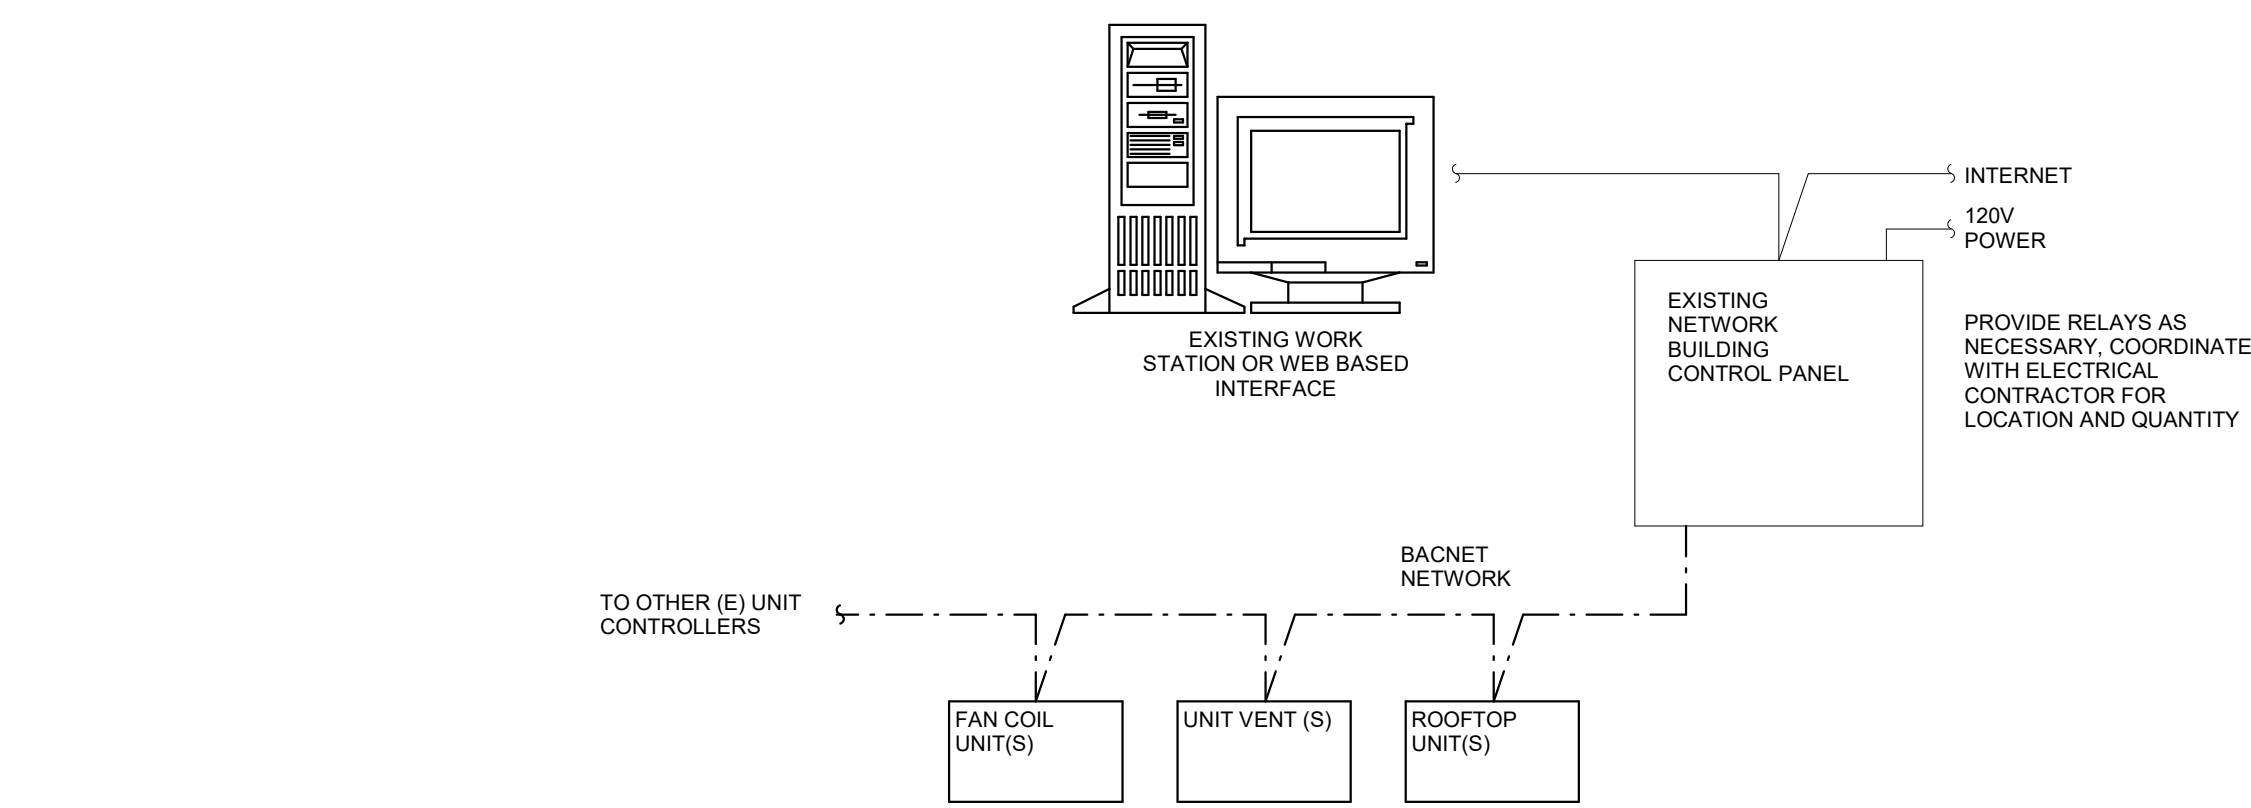 INTERNET
120V
POWER
EXISTING
NETWORK
BUILDING
CONTROL PANEL
PROVIDE RELAYS AS
NECESSARY, COORDINATE
WITH ELECTRICAL
CONTRACTOR FOR
LOCATION AND QUANTITY
EXISTING WORK
STATION OR WEB BASED
INTERFACE
BACNET
NETWORK
TO OTHER (E) UNIT
CONTROLLERS
FAN COIL
UNIT(S)
UNIT VENT (S)
ROOFTOP
UNIT(S)